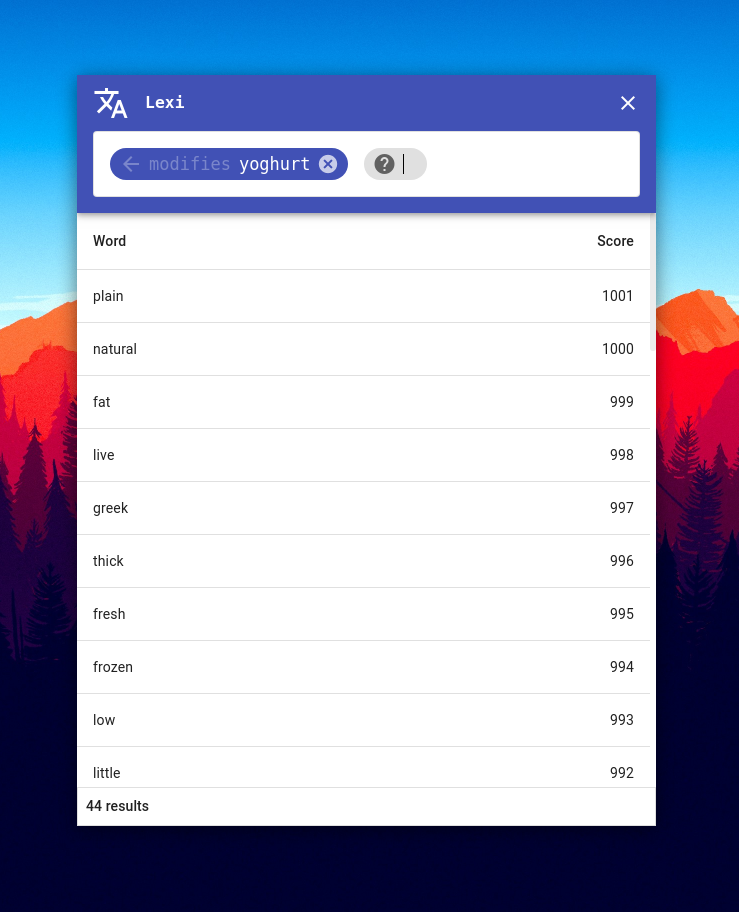 Lexi
modifies yoghurt
Word Score
plain 1001
natural 1000
fat 999
live 998
greek 997
thick 996
fresh 995
frozen 994
low 993
little 992
44 results